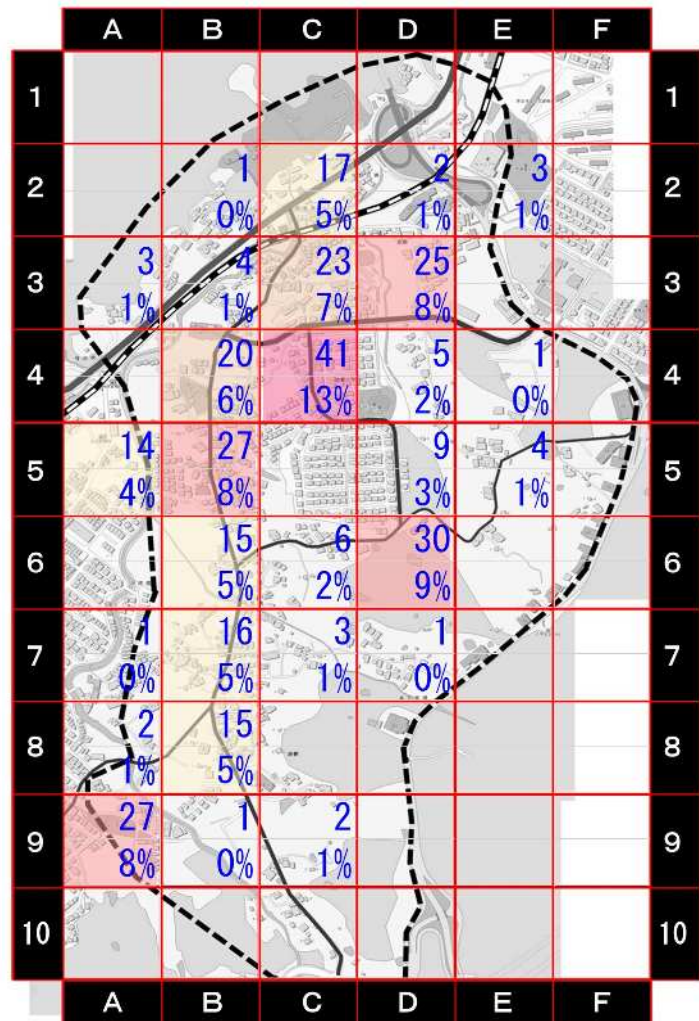 A B C D E F
1 1
2 1 17 2 3 2
0% 5% 1% 1%
3 3 4 23 25 3
1% 1% 7% 8%
4 20 41 5 1 4
6% 13% 2% 0%
5 14 27 9 4 5
4% 8% 3% 1%
6 15 6 30 6
5% 2% 9%
7 1 16 3 1 7
0% 5% 1% 0%
8 2 15 8
1% 5%
9 27 1 2 9
8% 0% 1%
10 10
A B C D E F